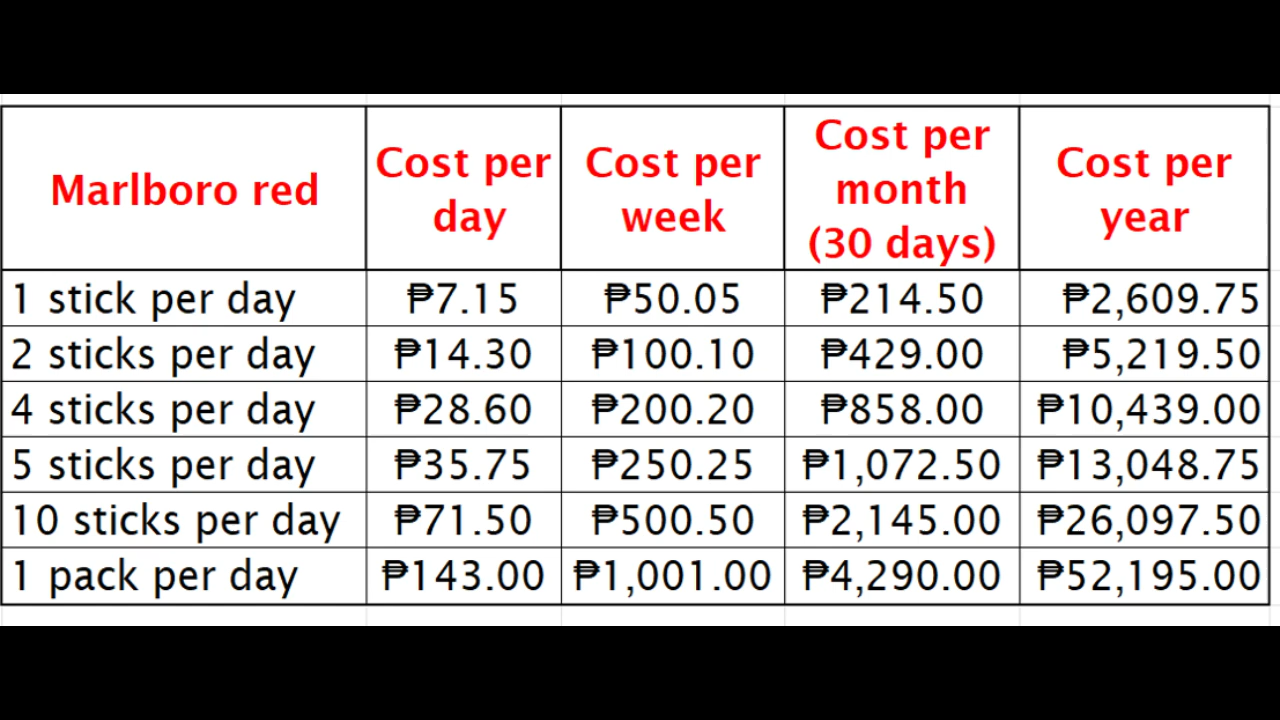 Marlboro red Cost per day Cost per week Cost per month (30 days) Cost per year
1 stick per day ₱7.15 ₱50.05 ₱214.50 ₱2,609.75
2 sticks per day ₱14.30 ₱100.10 ₱429.00 ₱5,219.50
4 sticks per day ₱28.60 ₱200.20 ₱858.00 ₱10,439.00
5 sticks per day ₱35.75 ₱250.25 ₱1,072.50 ₱13,048.75
10 sticks per day ₱71.50 ₱500.50 ₱2,145.00 ₱26,097.50
1 pack per day ₱143.00 ₱1,001.00 ₱4,290.00 ₱52,195.00